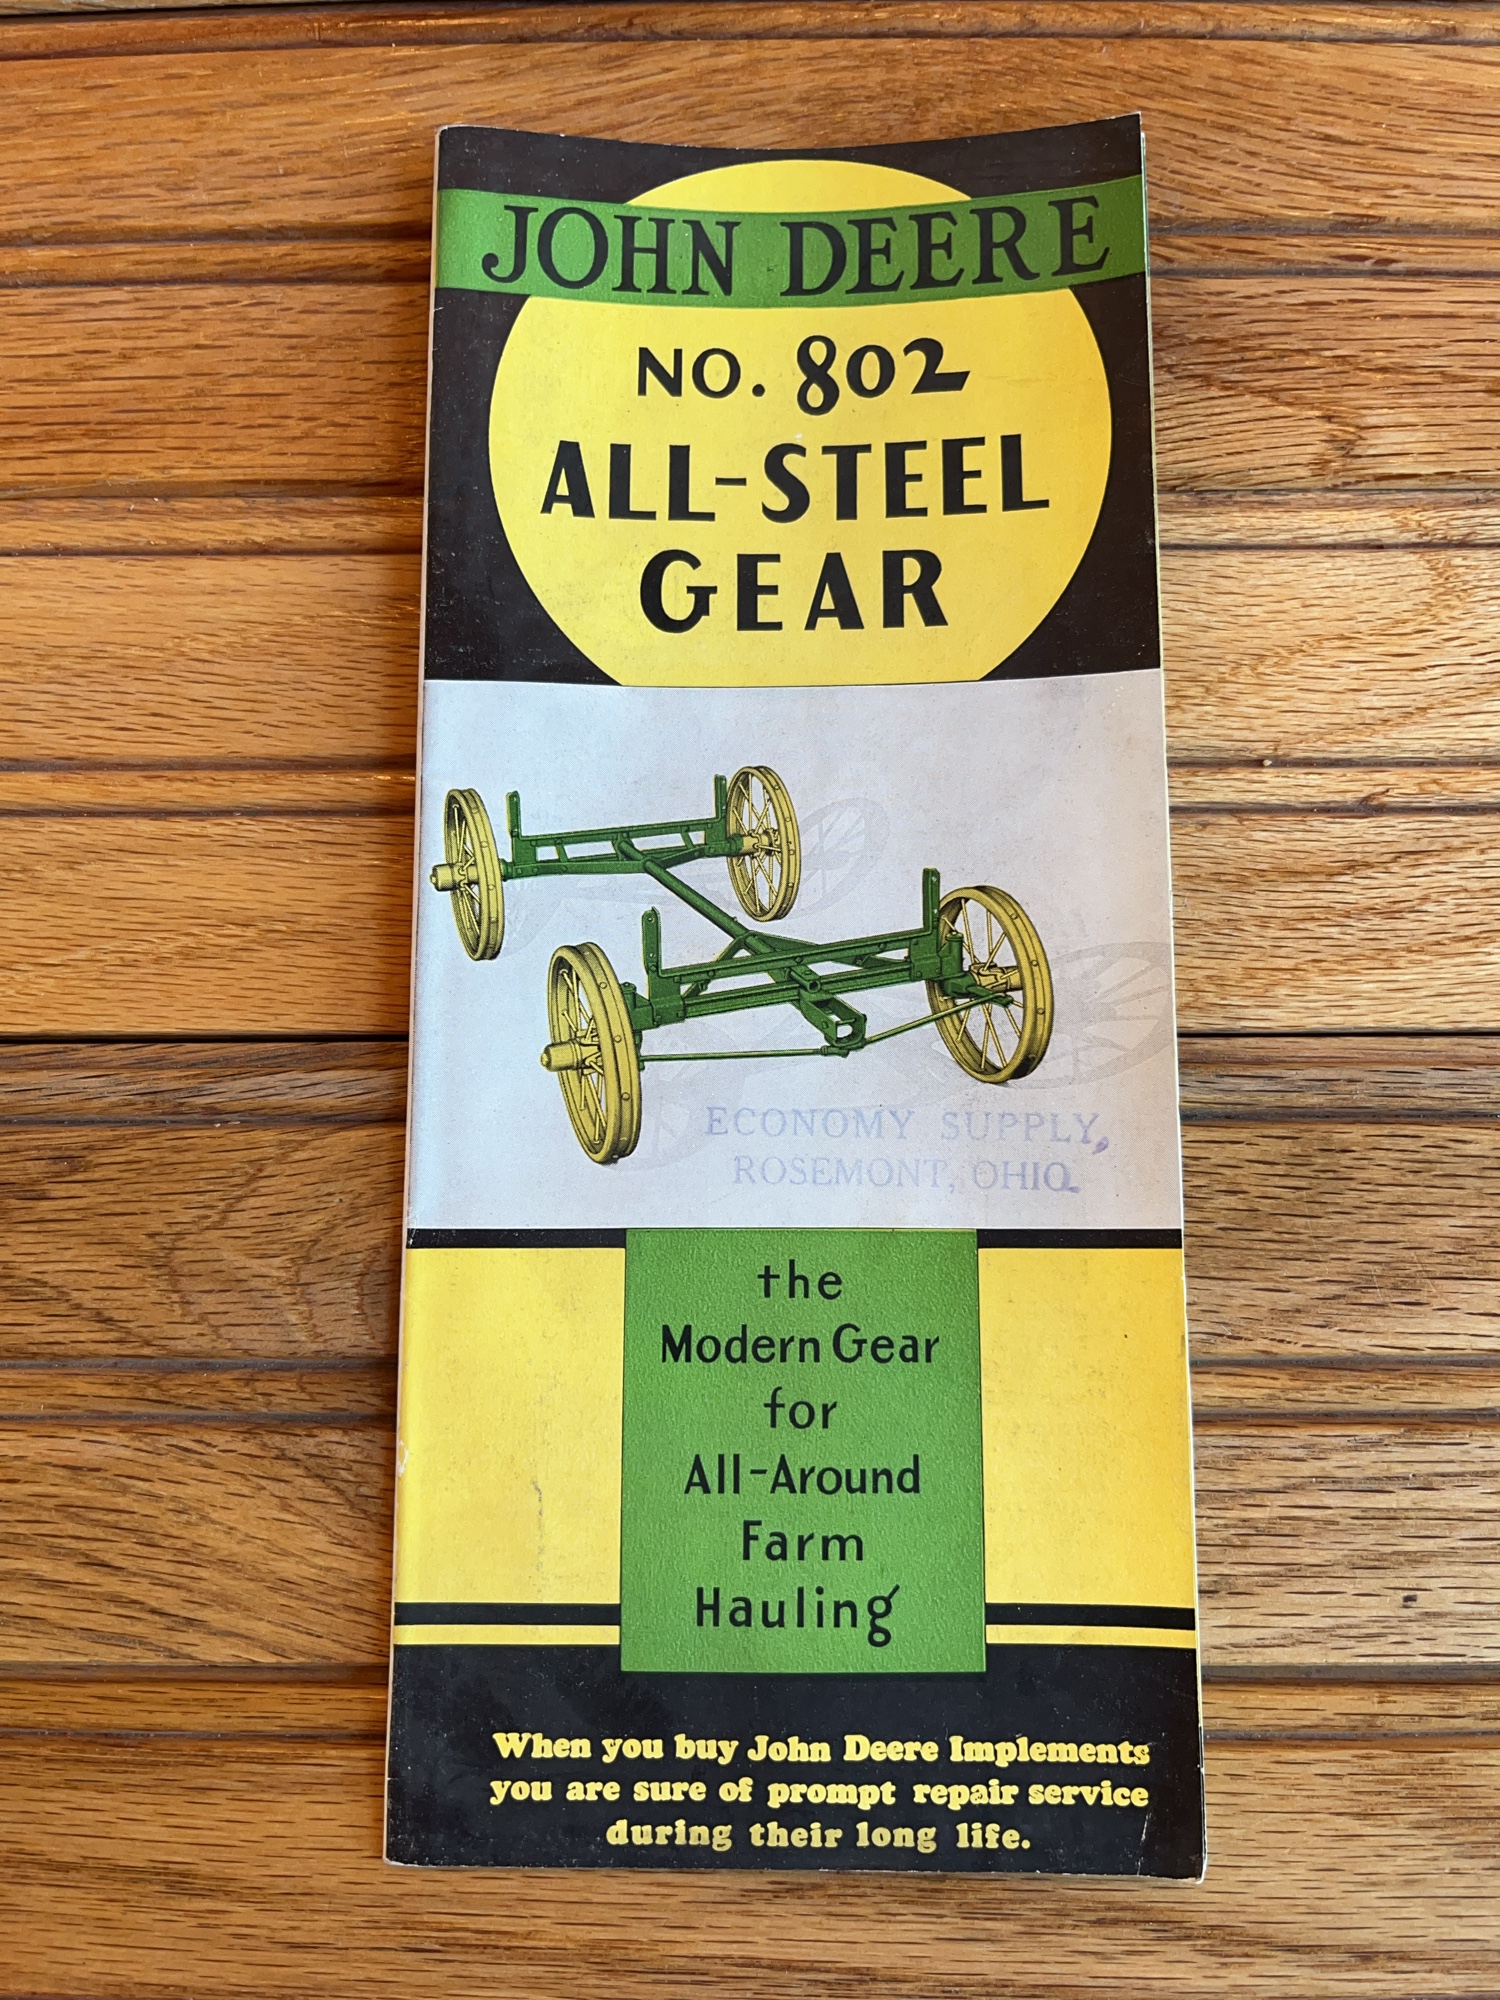 JOHN DEERE
NO. 802
ALL-STEEL
GEAR
ECONOMY SUPPLY,
ROSEMONT, OHIO
the
Modern Gear
for
All-Around
Farm
Hauling
When you buy John Deere Implements
you are sure of prompt repair service
during their long life.